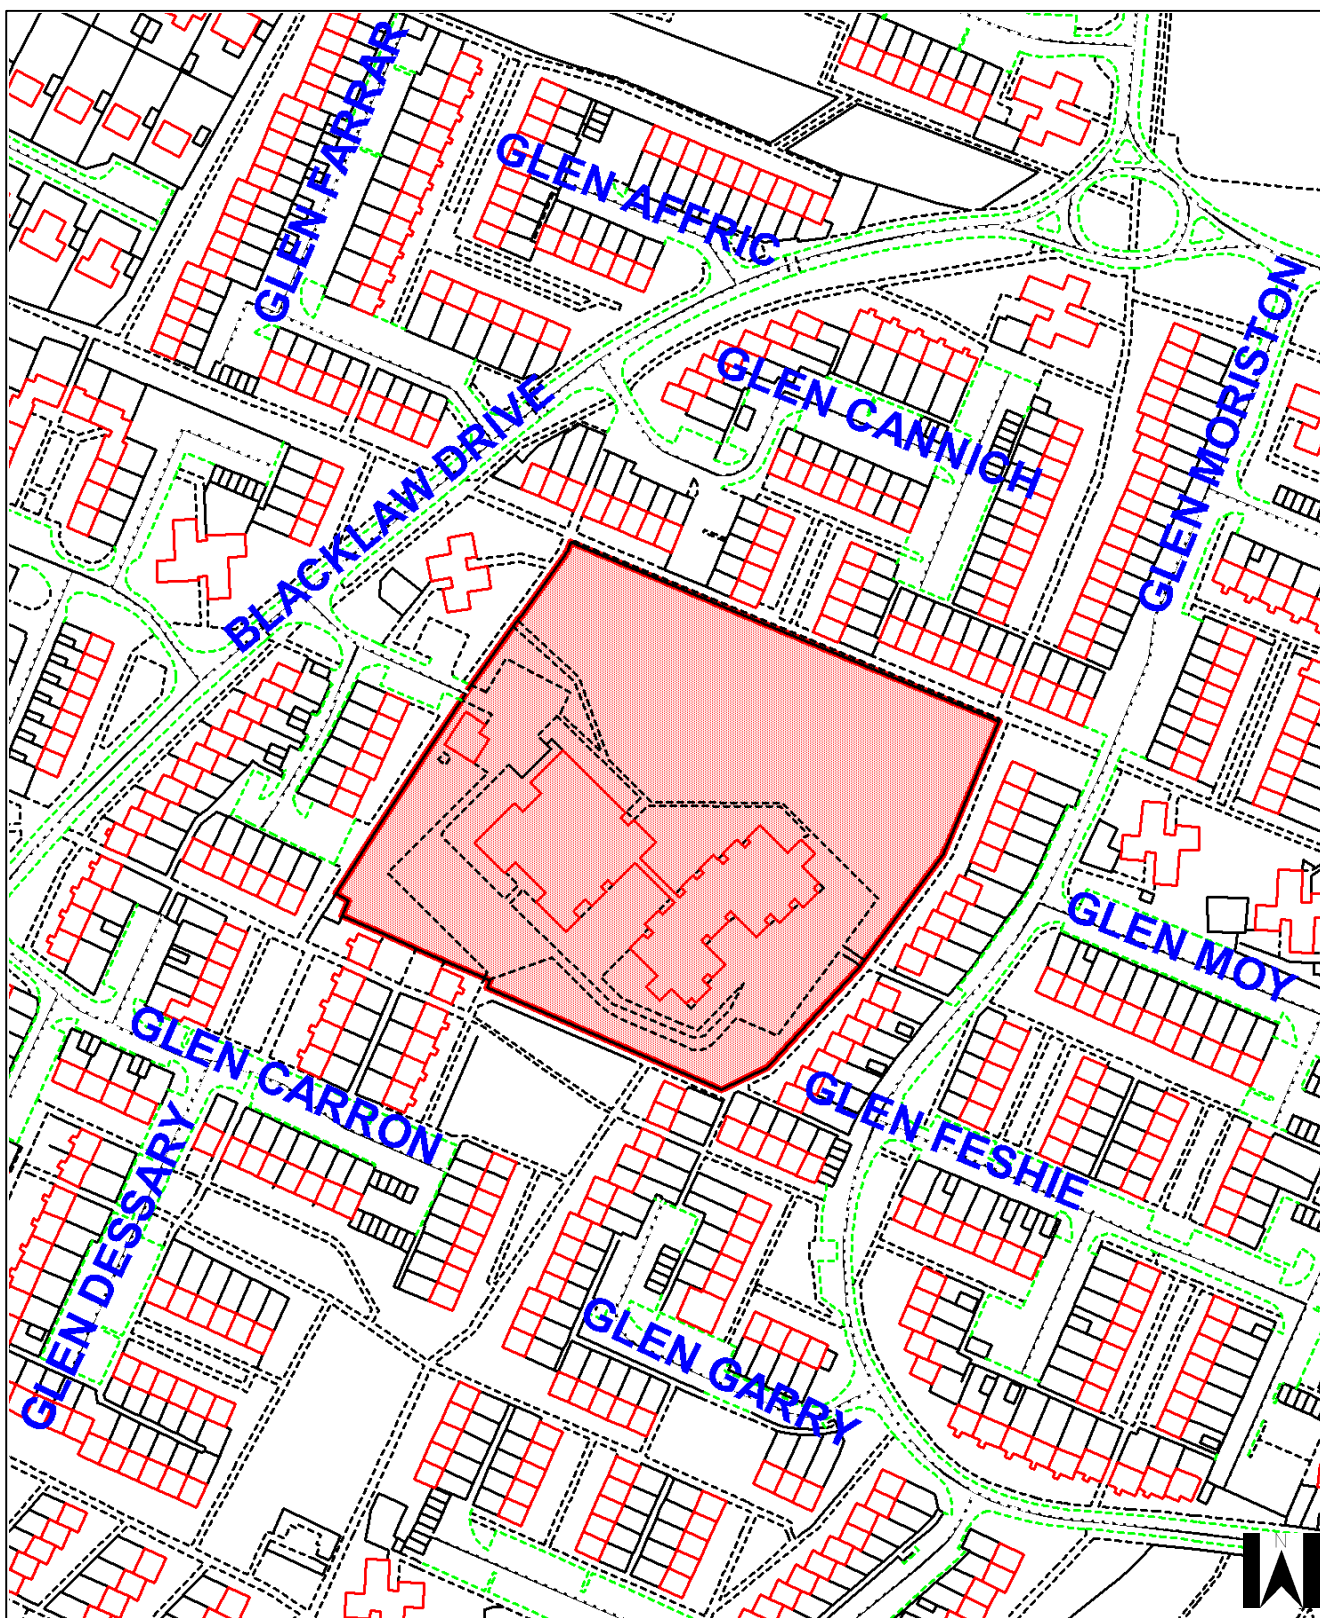 GLEN FARRAR
GLEN AFFRIC
GLEN MORISTON
GLEN CANNICH
BLACKLAW DRIVE
GLEN MOY
GLEN CARRON
GLEN FESHIE
GLEN DESSARY
GLEN GARRY
N